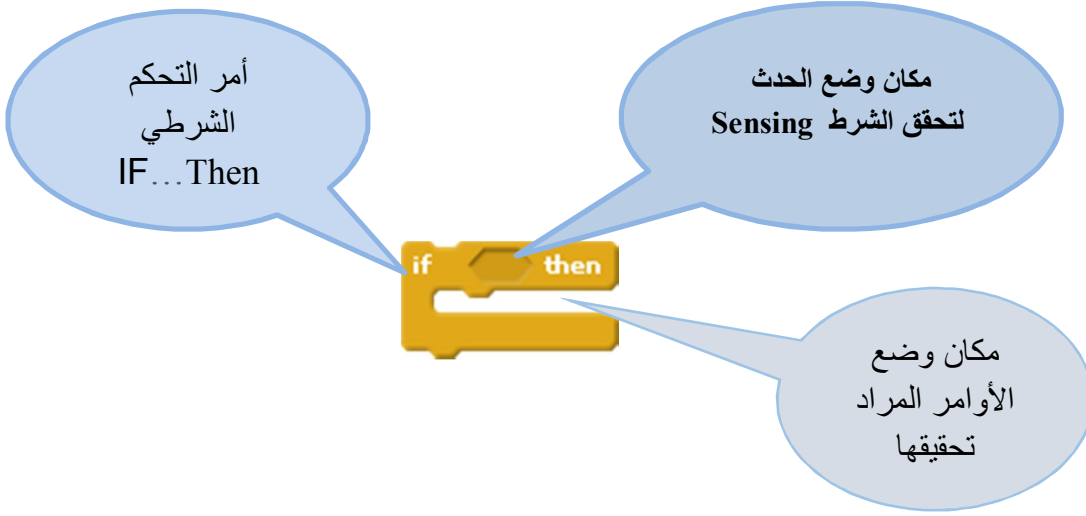 أمر التحكم
الشرطي
IF...Then
مكان وضع الحدث
لتحقق الشرط Sensing
if then
مكان وضع
الأوامر المراد
تحقيقها